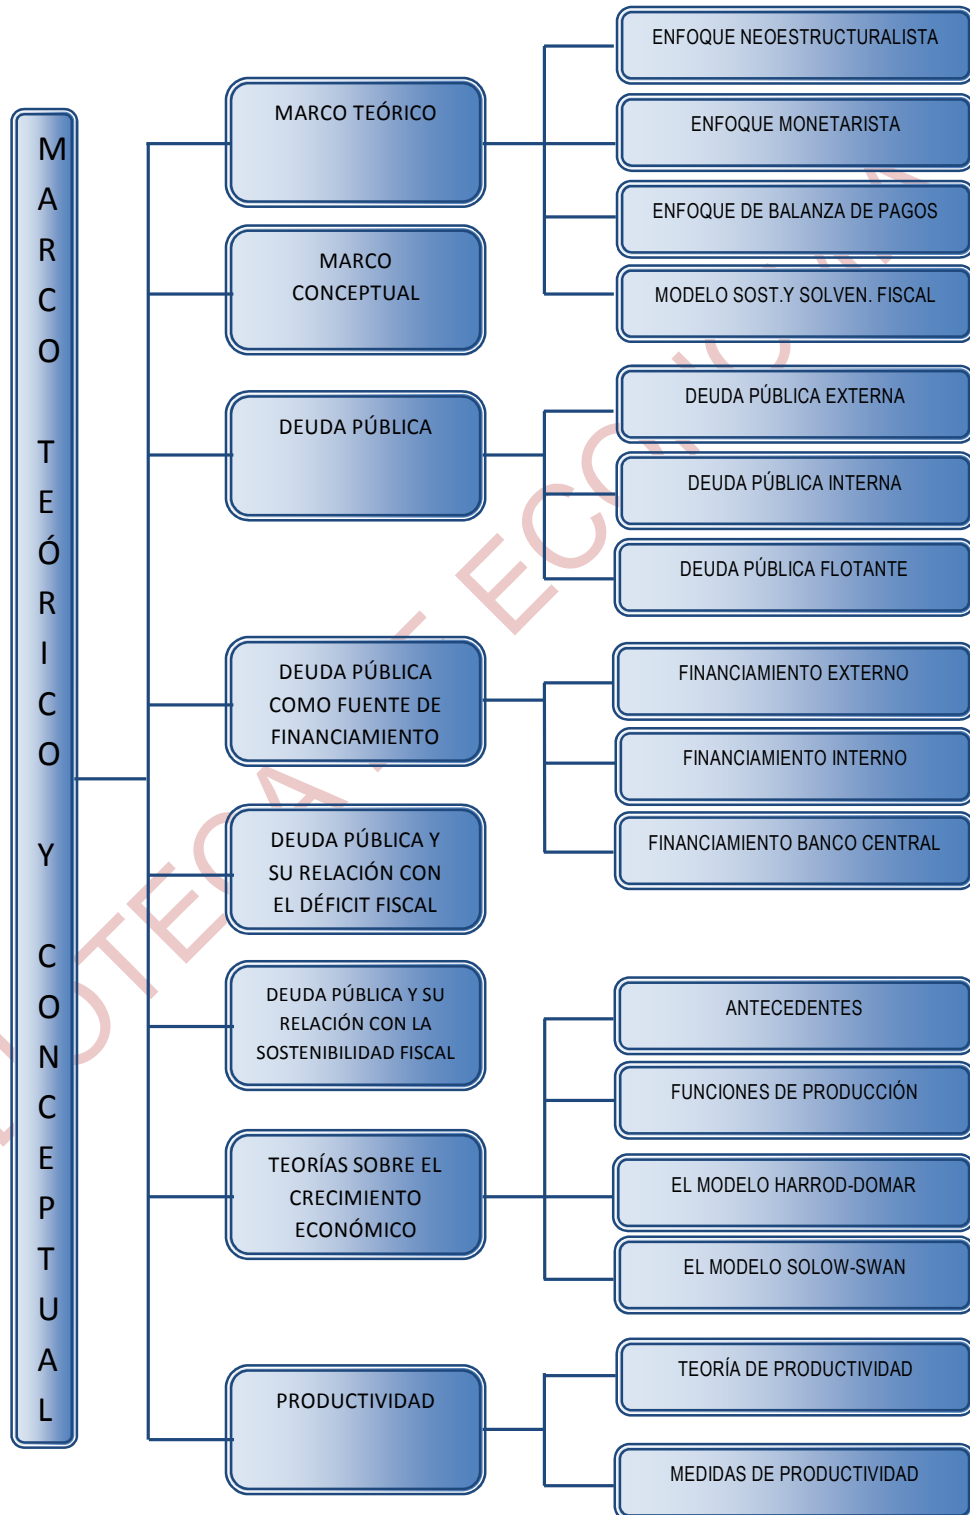 MARCO TEÓRICO Y CONCEPTUAL
MARCO TEÓRICO
ENFOQUE NEOESTRUCTURALISTA
ENFOQUE MONETARISTA
ENFOQUE DE BALANZA DE PAGOS
MODELO SOST.Y SOLVEN. FISCAL
MARCO
CONCEPTUAL
DEUDA PÚBLICA
DEUDA PÚBLICA EXTERNA
DEUDA PÚBLICA INTERNA
DEUDA PÚBLICA FLOTANTE
DEUDA PÚBLICA
COMO FUENTE DE
FINANCIAMIENTO
FINANCIAMIENTO EXTERNO
FINANCIAMIENTO INTERNO
FINANCIAMIENTO BANCO CENTRAL
DEUDA PÚBLICA Y
SU RELACIÓN CON
EL DÉFICIT FISCAL
DEUDA PÚBLICA Y SU
RELACIÓN CON LA
SOSTENIBILIDAD FISCAL
TEORÍAS SOBRE EL
CRECIMIENTO
ECONÓMICO
ANTECEDENTES
FUNCIONES DE PRODUCCIÓN
EL MODELO HARROD-DOMAR
EL MODELO SOLOW-SWAN
PRODUCTIVIDAD
TEORÍA DE PRODUCTIVIDAD
MEDIDAS DE PRODUCTIVIDAD